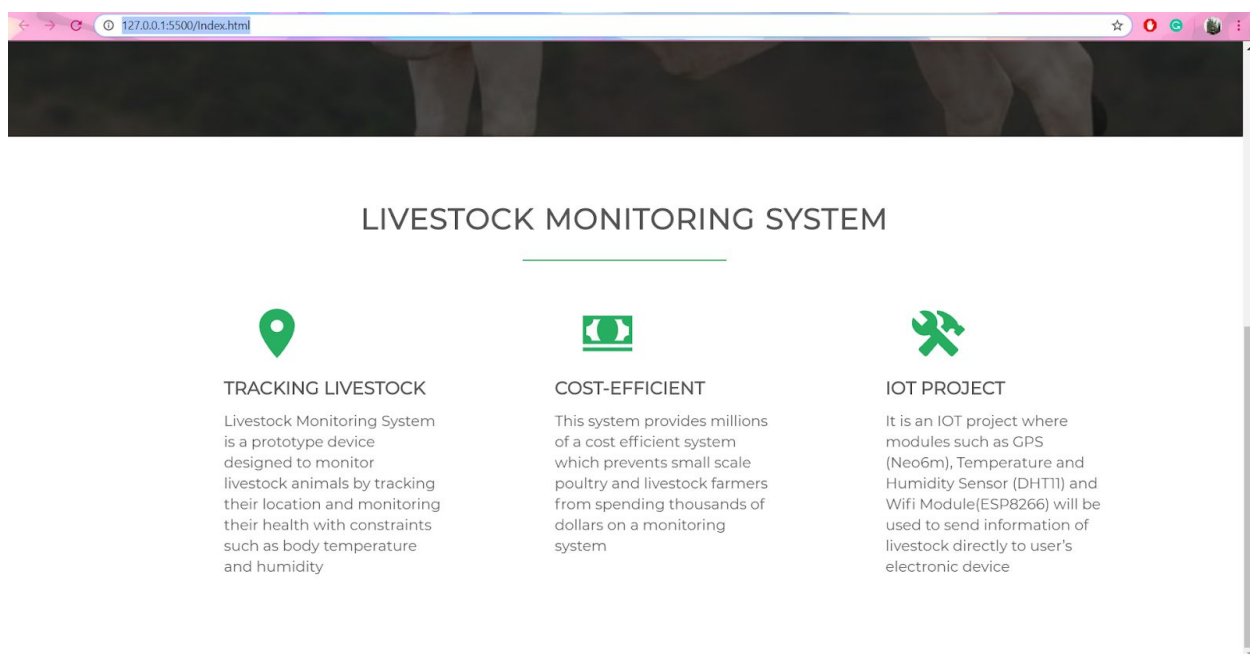 127.0.0.1:5500/Index.html
LIVESTOCK MONITORING SYSTEM
TRACKING LIVESTOCK
Livestock Monitoring System
is a prototype device
designed to monitor
livestock animals by tracking
their location and monitoring
their health with constraints
such as body temperature
and humidity
COST-EFFICIENT
This system provides millions
of a cost efficient system
which prevents small scale
poultry and livestock farmers
from spending thousands of
dollars on a monitoring
system
IOT PROJECT
It is an IOT project where
modules such as GPS
(Neo6m), Temperature and
Humidity Sensor (DHT11) and
Wifi Module(ESP8266) will be
used to send information of
livestock directly to user's
electronic device